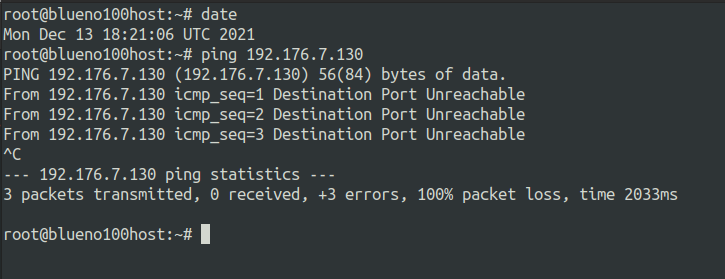 root@blueno100host:~# date
Mon Dec 13 18:21:06 UTC 2021
root@blueno100host:~# ping 192.176.7.130
PING 192.176.7.130 (192.176.7.130) 56(84) bytes of data.
From 192.176.7.130 icmp_seq=1 Destination Port Unreachable
From 192.176.7.130 icmp_seq=2 Destination Port Unreachable
From 192.176.7.130 icmp_seq=3 Destination Port Unreachable
^C
--- 192.176.7.130 ping statistics ---
3 packets transmitted, 0 received, +3 errors, 100% packet loss, time 2033ms
root@blueno100host:~#